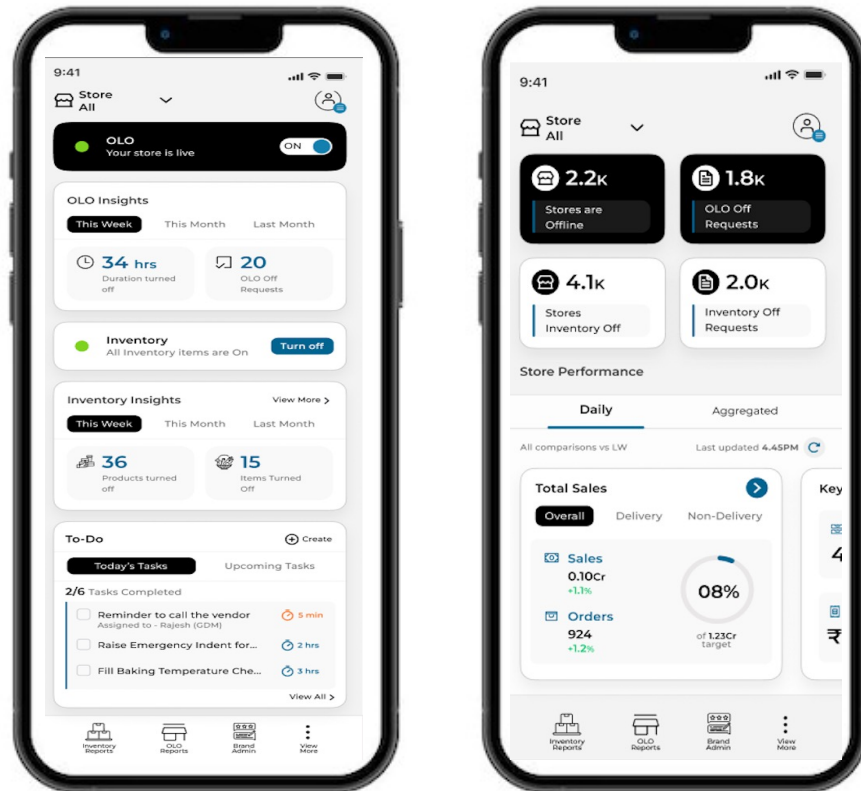 9:41
Store
All
OLO
Your store is live
ON
OLO Insights
This Week This Month Last Month
34 hrs
Duration turned
off
20
OLO Off
Requests
Inventory
All Inventory items are On
Turn off
Inventory Insights
View More >
This Week This Month Last Month
36
Products turned
off
15
Items Turned
Off
To-Do
Create
Today's Tasks Upcoming Tasks
2/6 Tasks Completed
Reminder to call the vendor
Assigned to - Rajesh (GDM)
5 min
Raise Emergency Indent for...
2 hrs
Fill Baking Temperature Che...
3 hrs
View All >
Inventory
Reports
OLO
Reports
Brand
Admin
View
More
9:41
Store
All
2.2K
Stores are
Offline
1.8K
OLO Off
Requests
4.1K
Stores
Inventory Off
2.0K
Inventory Off
Requests
Store Performance
Daily Aggregated
All comparisons vs LW
Last updated 4.45PM
Total Sales
Overall Delivery Non-Delivery
Sales
0.10Cr
+1.1%
Orders
924
+1.2%
08%
of 1.23Cr
target
Key
4
₹
Inventory
Reports
OLO
Reports
Brand
Admin
View
More